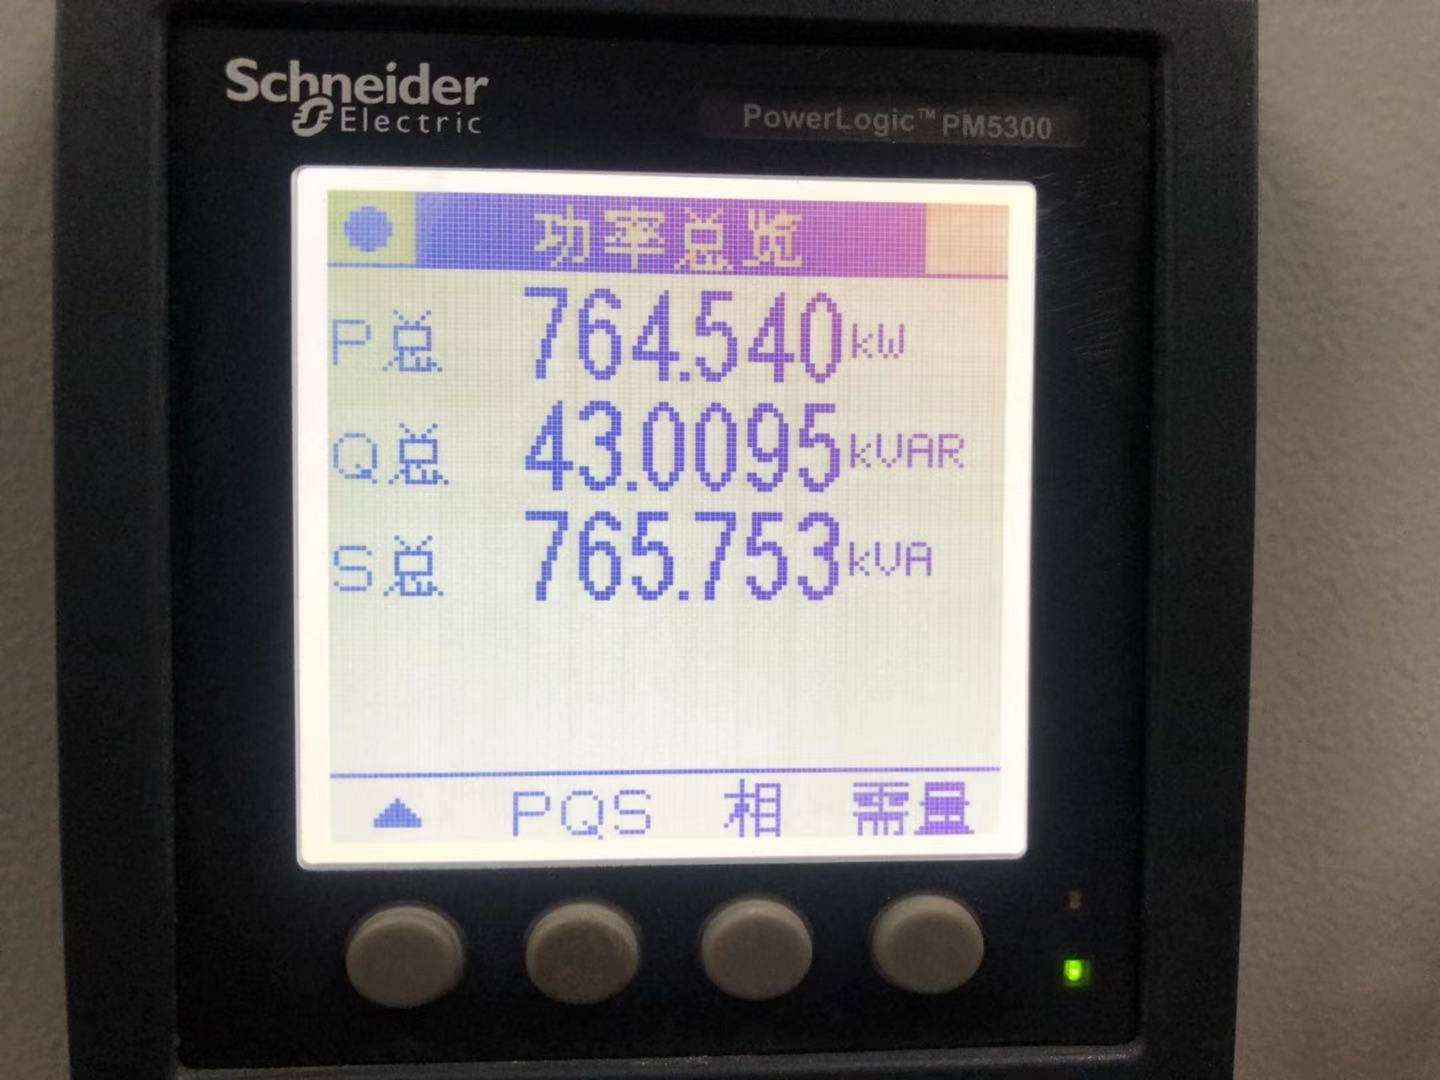 Schneider
Electric
PowerLogic™ PM5300
功率总览
P总 764.540 kW
Q总 43.0095 kVAR
S总 765.753 kVA
PQS 相 需量